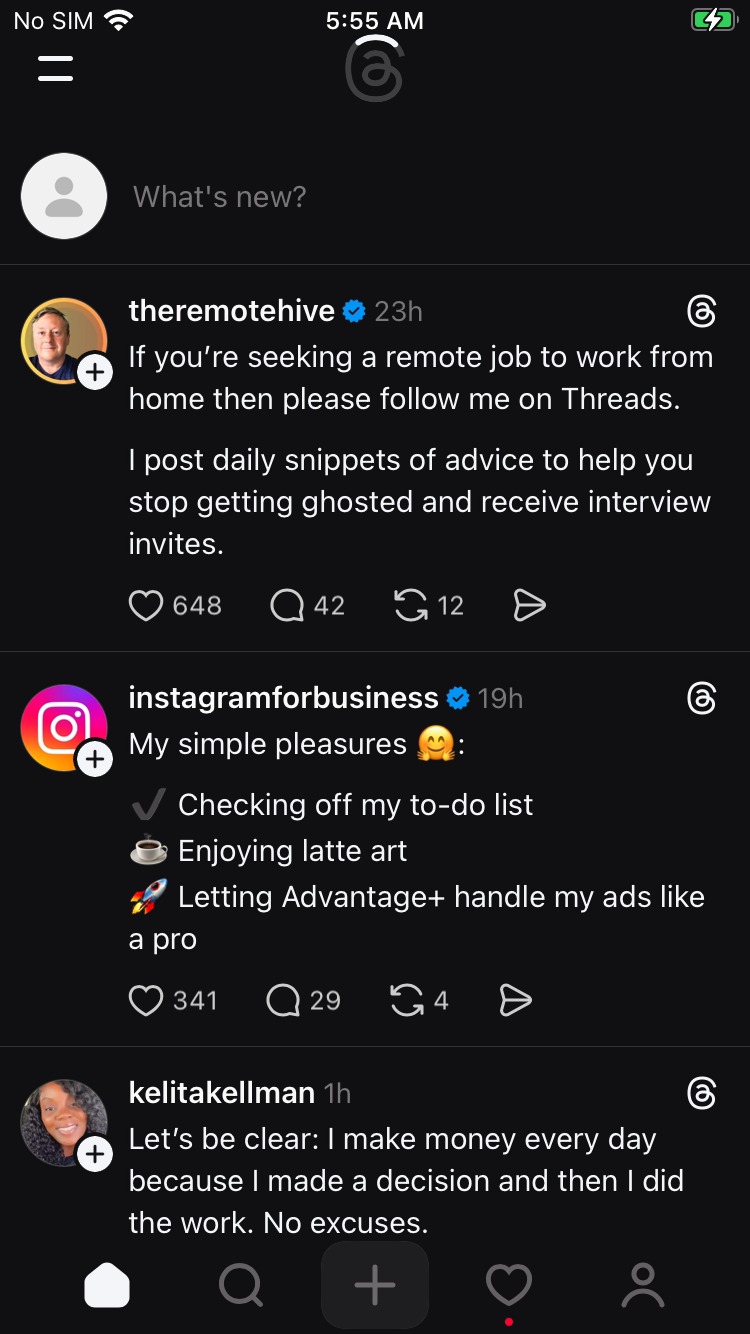 No SIM 5:55 AM
What's new?
theremotehive 23h
If you’re seeking a remote job to work from
home then please follow me on Threads.
I post daily snippets of advice to help you
stop getting ghosted and receive interview
invites.
648 42 12
instagramforbusiness 19h
My simple pleasures 🤗:
✔️ Checking off my to-do list
☕ Enjoying latte art
🚀 Letting Advantage+ handle my ads like
a pro
341 29 4
kelitakellman 1h
Let’s be clear: I make money every day
because I made a decision and then I did
the work. No excuses.